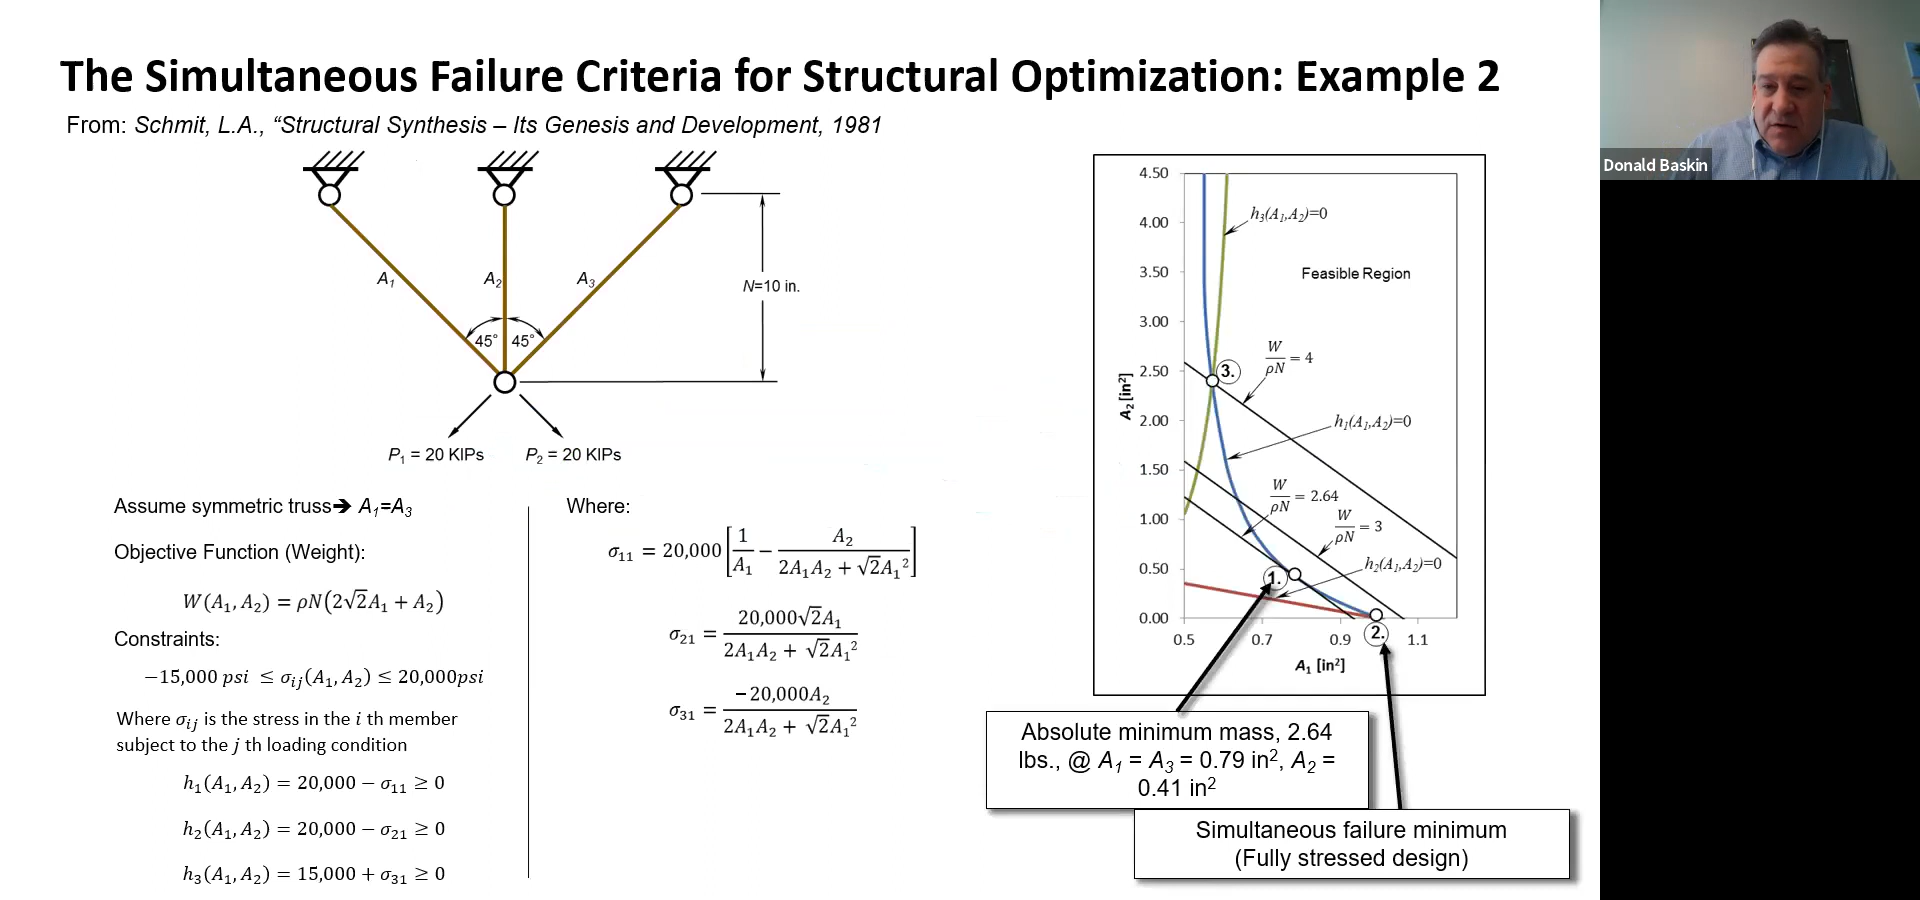 The Simultaneous Failure Criteria for Structural Optimization: Example 2
From: Schmit, L.A., “Structural Synthesis – Its Genesis and Development, 1981
A₁
A₂
A₃
45°
45°
N=10 in.
P₁ = 20 KIPs
P₂ = 20 KIPs
Assume symmetric truss➔ A₁=A₃
Objective Function (Weight):
W(A₁, A₂) = ρN(2√2A₁ + A₂)
Constraints:
−15,000 psi ≤ σᵢⱼ(A₁, A₂) ≤ 20,000psi
Where σᵢⱼ is the stress in the i th member
subject to the j th loading condition
h₁(A₁, A₂) = 20,000 − σ₁₁ ≥ 0
h₂(A₁, A₂) = 20,000 − σ₂₁ ≥ 0
h₃(A₁, A₂) = 15,000 + σ₃₁ ≥ 0
Where:
σ₁₁ = 20,000 [1/A₁ − A₂/(2A₁A₂ + √2A₁²)]
σ₂₁ = 20,000√2A₁/(2A₁A₂ + √2A₁²)
σ₃₁ = −20,000A₂/(2A₁A₂ + √2A₁²)
4.50
4.00
3.50
3.00
2.50
2.00
1.50
1.00
0.50
0.00
A₂ [in²]
0.5
0.7
0.9
1.1
A₁ [in²]
h₃(A₁,A₂)=0
Feasible Region
W/ρN = 4
3.
h₁(A₁,A₂)=0
W/ρN = 2.64
W/ρN = 3
h₂(A₁,A₂)=0
1.
2.
Absolute minimum mass, 2.64
lbs., @ A₁ = A₃ = 0.79 in², A₂ =
0.41 in²
Simultaneous failure minimum
(Fully stressed design)
Donald Baskin